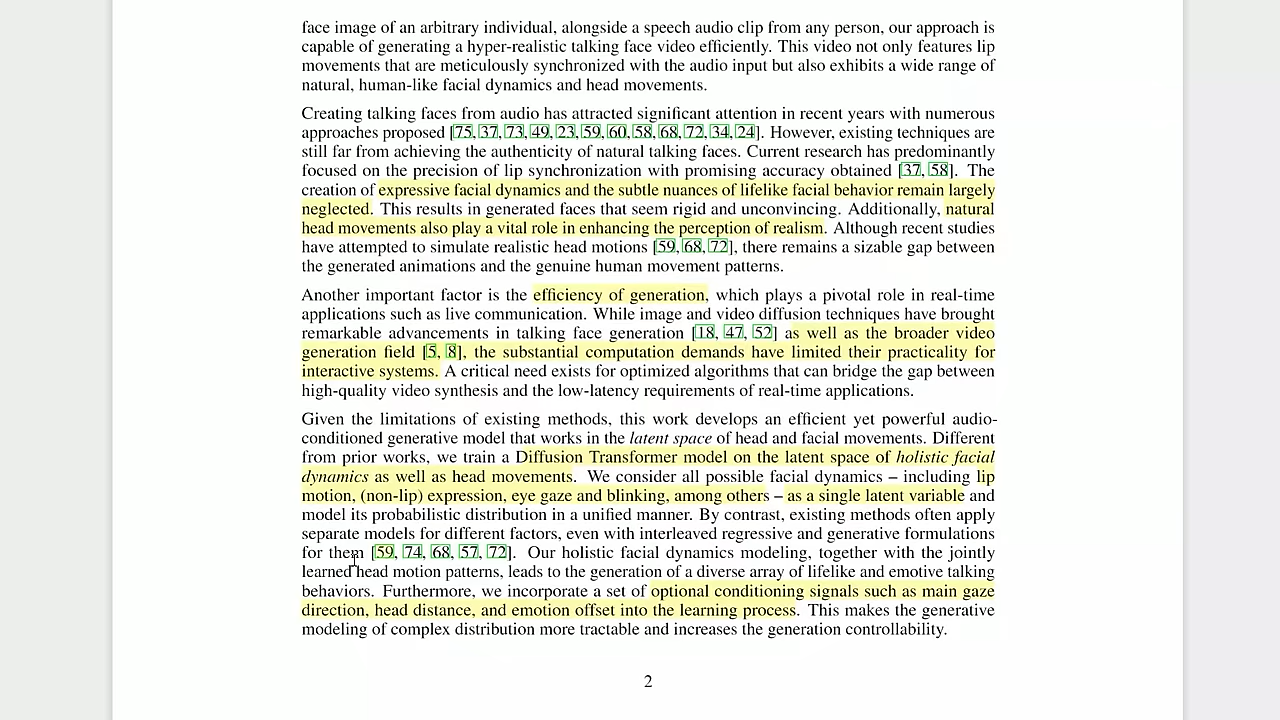 face image of an arbitrary individual, alongside a speech audio clip from any person, our approach is
capable of generating a hyper-realistic talking face video efficiently. This video not only features lip
movements that are meticulously synchronized with the audio input but also exhibits a wide range of
natural, human-like facial dynamics and head movements.
Creating talking faces from audio has attracted significant attention in recent years with numerous
approaches proposed [75, 37, 73, 49, 23, 59, 60, 58, 68, 72, 34, 24]. However, existing techniques are
still far from achieving the authenticity of natural talking faces. Current research has predominantly
focused on the precision of lip synchronization with promising accuracy obtained [37, 58]. The
creation of expressive facial dynamics and the subtle nuances of lifelike facial behavior remain largely
neglected. This results in generated faces that seem rigid and unconvincing. Additionally, natural
head movements also play a vital role in enhancing the perception of realism. Although recent studies
have attempted to simulate realistic head motions [59, 68, 72], there remains a sizable gap between
the generated animations and the genuine human movement patterns.
Another important factor is the efficiency of generation, which plays a pivotal role in real-time
applications such as live communication. While image and video diffusion techniques have brought
remarkable advancements in talking face generation [18, 47, 52] as well as the broader video
generation field [5, 8], the substantial computation demands have limited their practicality for
interactive systems. A critical need exists for optimized algorithms that can bridge the gap between
high-quality video synthesis and the low-latency requirements of real-time applications.
Given the limitations of existing methods, this work develops an efficient yet powerful audio-
conditioned generative model that works in the latent space of head and facial movements. Different
from prior works, we train a Diffusion Transformer model on the latent space of holistic facial
dynamics as well as head movements. We consider all possible facial dynamics – including lip
motion, (non-lip) expression, eye gaze and blinking, among others – as a single latent variable and
model its probabilistic distribution in a unified manner. By contrast, existing methods often apply
separate models for different factors, even with interleaved regressive and generative formulations
for them [59, 74, 68, 57, 72]. Our holistic facial dynamics modeling, together with the jointly
learned head motion patterns, leads to the generation of a diverse array of lifelike and emotive talking
behaviors. Furthermore, we incorporate a set of optional conditioning signals such as main gaze
direction, head distance, and emotion offset into the learning process. This makes the generative
modeling of complex distribution more tractable and increases the generation controllability.
2